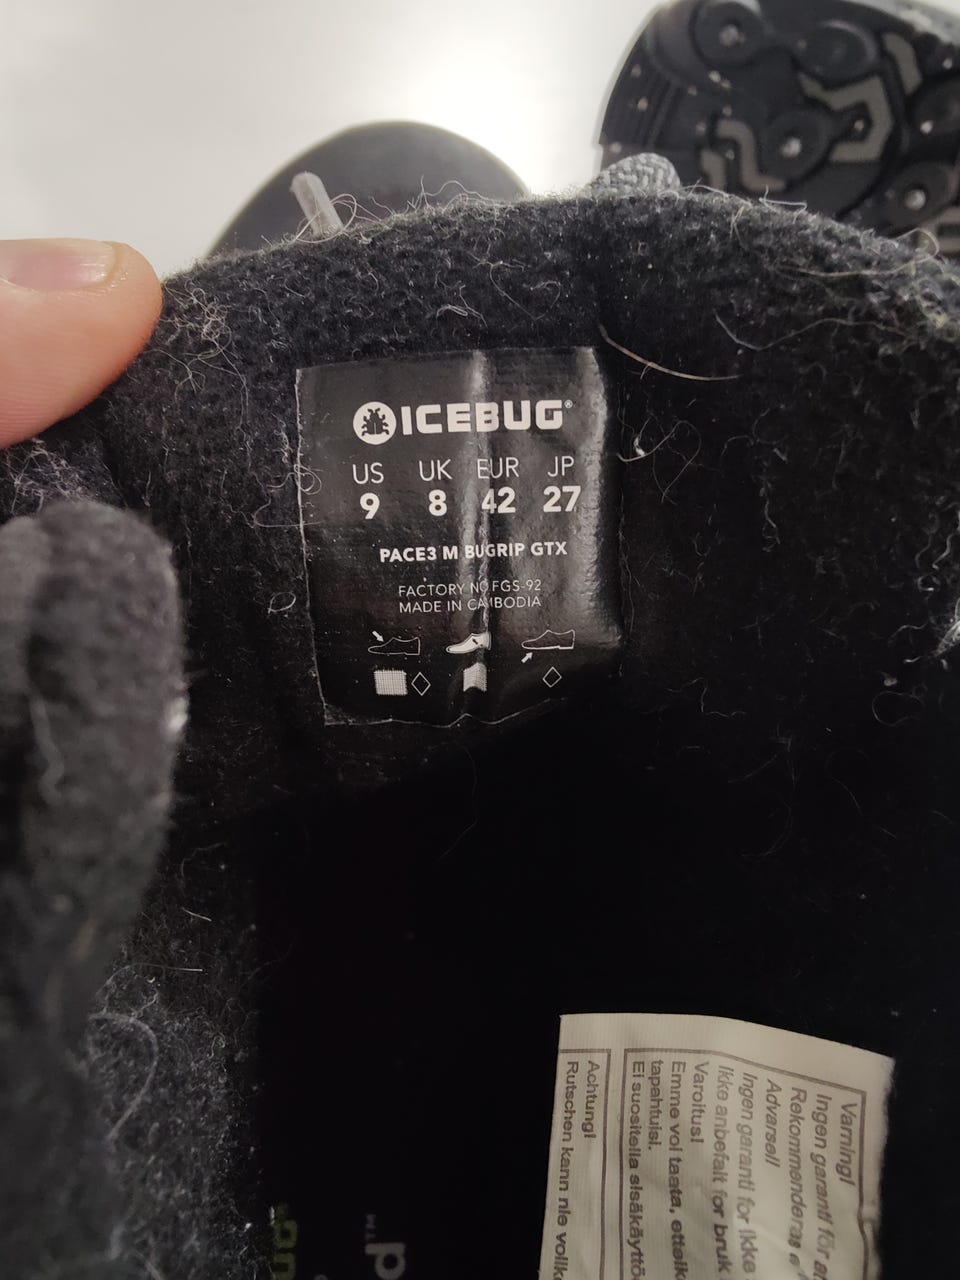 ICEBUG®
US UK EUR JP
9 8 42 27
PACE3 M BUGRIP GTX
FACTORY NO FGS-92
MADE IN CAMBODIA
Varning!
Ingen garanti för
Rekommenderas
Advarsel!
Ingen garanti for ikke
Ikke anbefalt for bruk
Varoitus!
Emme voi taata, ettei
tapahtuisi.
Ei suositella sisäkäyttö
Achtung!
Rutschen kann nie